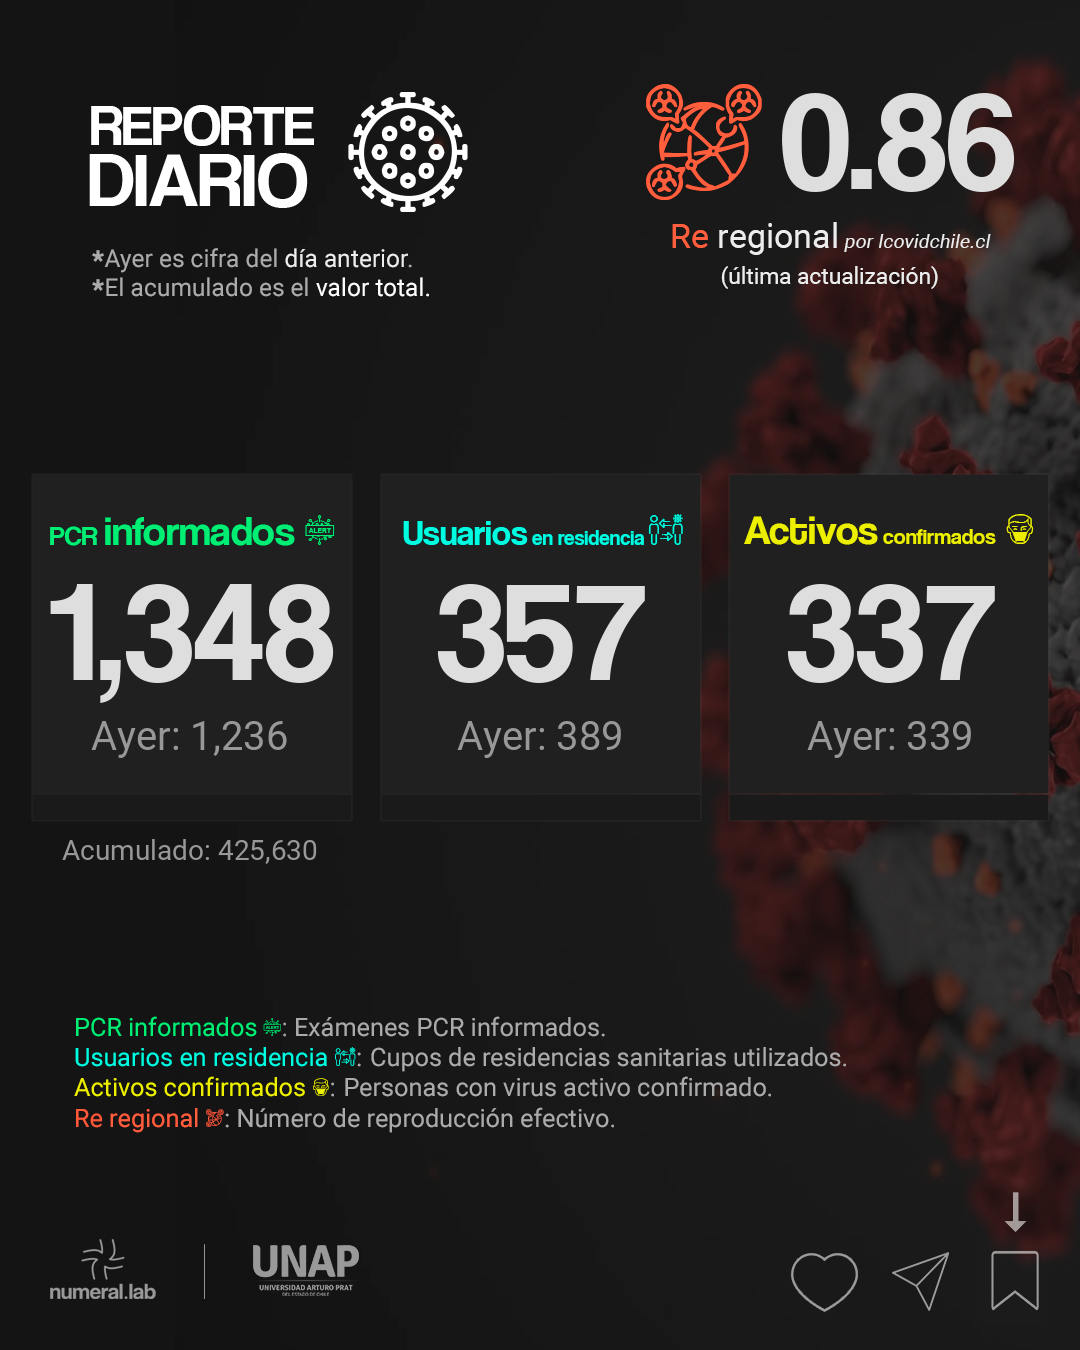 REPORTE
DIARIO
*Ayer es cifra del día anterior.
*El acumulado es el valor total.
0.86
Re regional por Icovidchile.cl
(última actualización)
PCR informados ALERT
1,348
Ayer: 1,236
Acumulado: 425,630
Usuarios en residencia
357
Ayer: 389
Activos confirmados
337
Ayer: 339
PCR informados ALERT: Exámenes PCR informados.
Usuarios en residencia : Cupos de residencias sanitarias utilizados.
Activos confirmados : Personas con virus activo confirmado.
Re regional : Número de reproducción efectivo.
numeral.lab
UNAP
UNIVERSIDAD ARTURO PRAT
DEL ESTADO DE CHILE